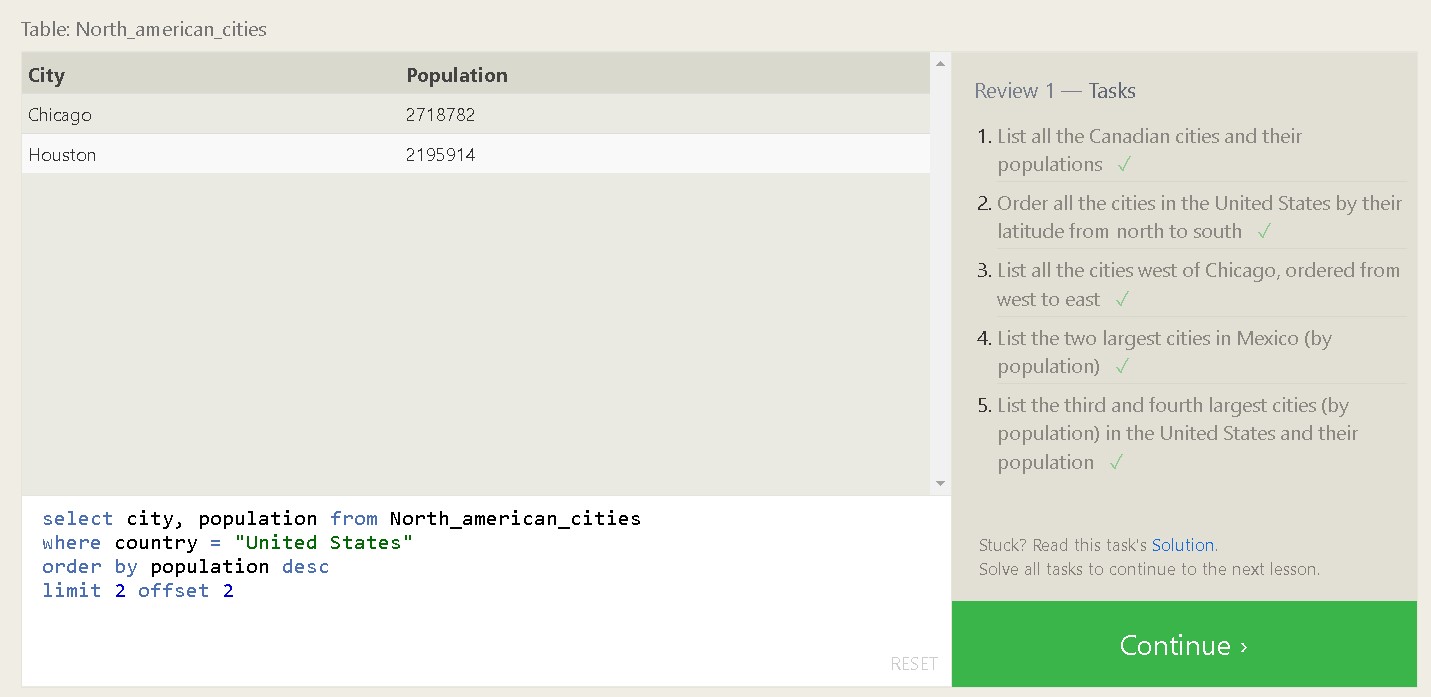 Table: North_american_cities
City Population
Chicago 2718782
Houston 2195914
select city, population from North_american_cities
where country = "United States"
order by population desc
limit 2 offset 2
RESET
Review 1 — Tasks
1. List all the Canadian cities and their
populations ✓
2. Order all the cities in the United States by their
latitude from north to south ✓
3. List all the cities west of Chicago, ordered from
west to east ✓
4. List the two largest cities in Mexico (by
population) ✓
5. List the third and fourth largest cities (by
population) in the United States and their
population ✓
Stuck? Read this task's Solution.
Solve all tasks to continue to the next lesson.
Continue ›